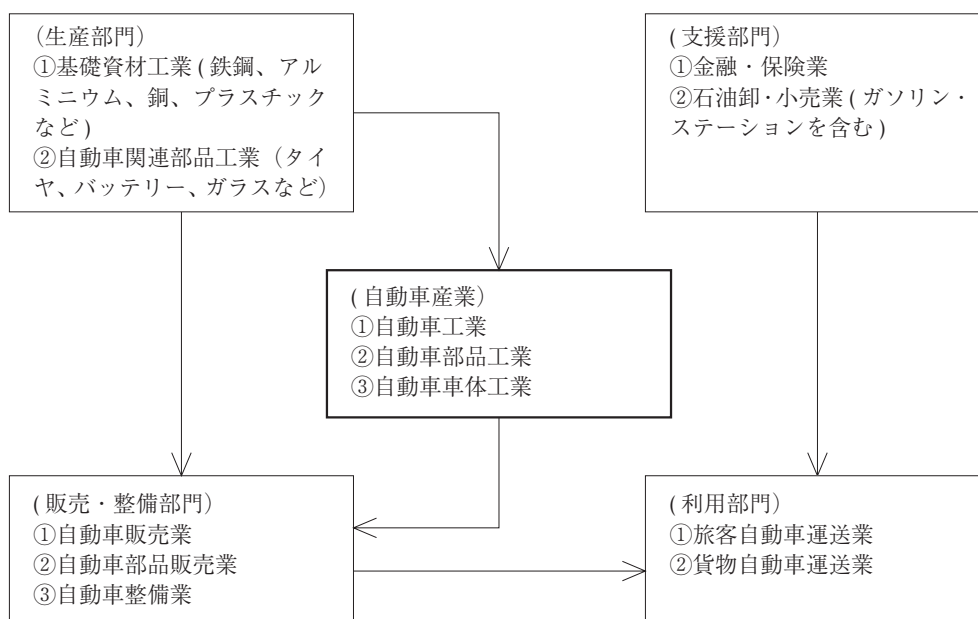 (生産部門)
①基礎資材工業(鉄鋼、アル
ミニウム、銅、プラスチック
など)
②自動車関連部品工業(タイ
ヤ、バッテリー、ガラスなど)
(支援部門)
①金融・保険業
②石油卸・小売業(ガソリン・
ステーションを含む)
(自動車産業)
①自動車工業
②自動車部品工業
③自動車車体工業
(販売・整備部門)
①自動車販売業
②自動車部品販売業
③自動車整備業
(利用部門)
①旅客自動車運送業
②貨物自動車運送業